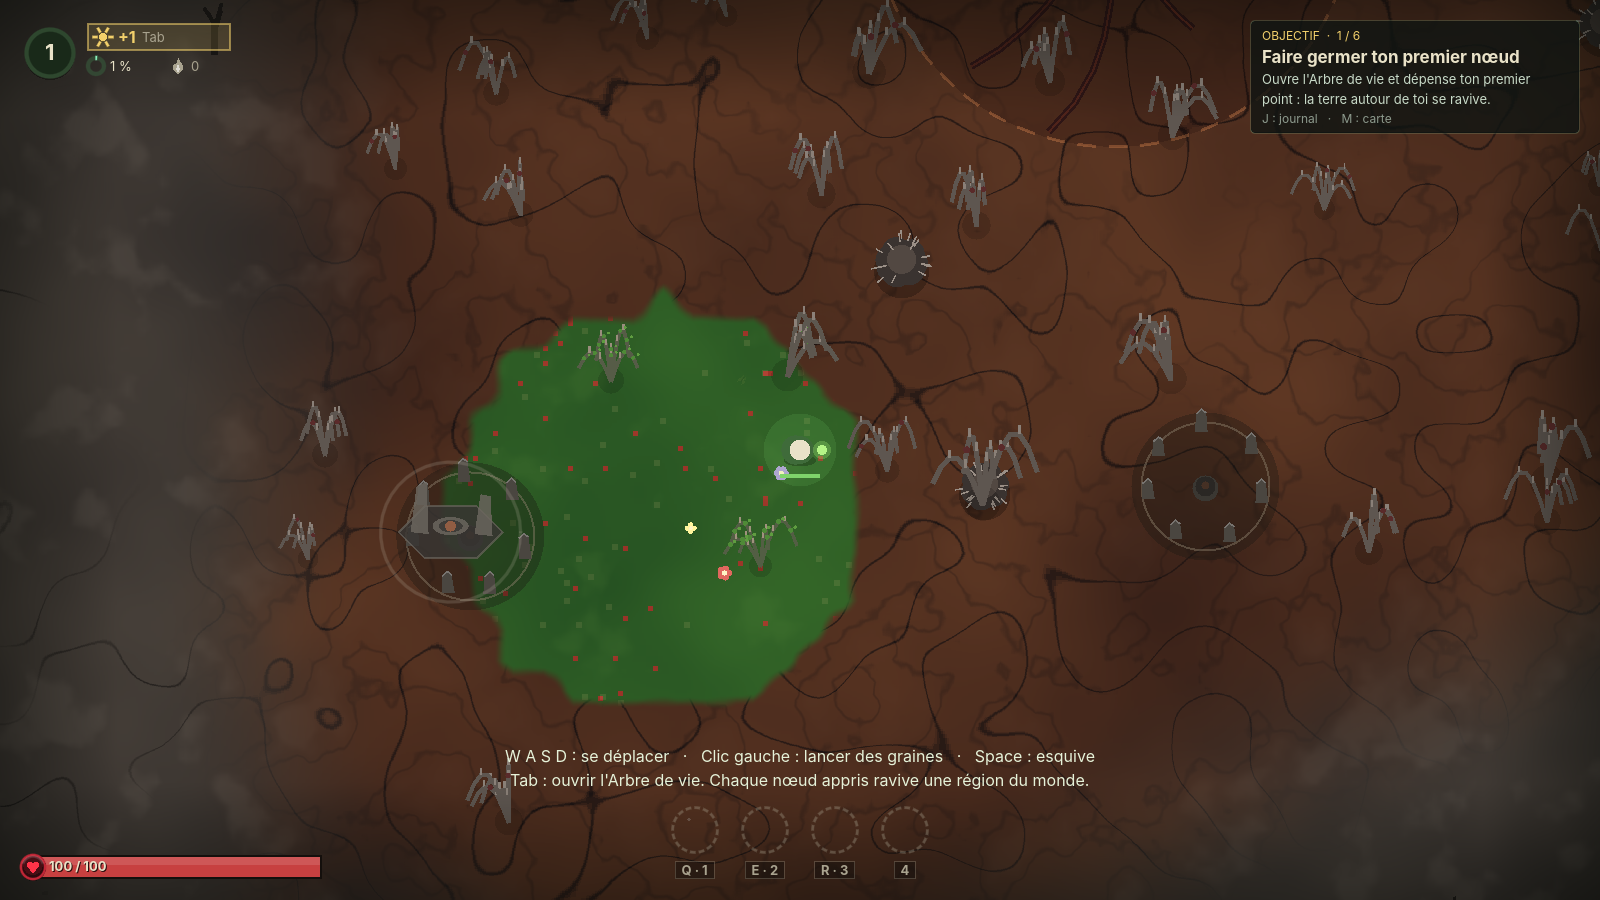 1
+1 Tab
1 %
0
OBJECTIF · 1 / 6
Faire germer ton premier nœud
Ouvre l'Arbre de vie et dépense ton premier
point : la terre autour de toi se ravive.
J : journal · M : carte
W A S D : se déplacer · Clic gauche : lancer des graines · Space : esquive
Tab : ouvrir l'Arbre de vie. Chaque nœud appris ravive une région du monde.
100 / 100
Q · 1
E · 2
R · 3
4